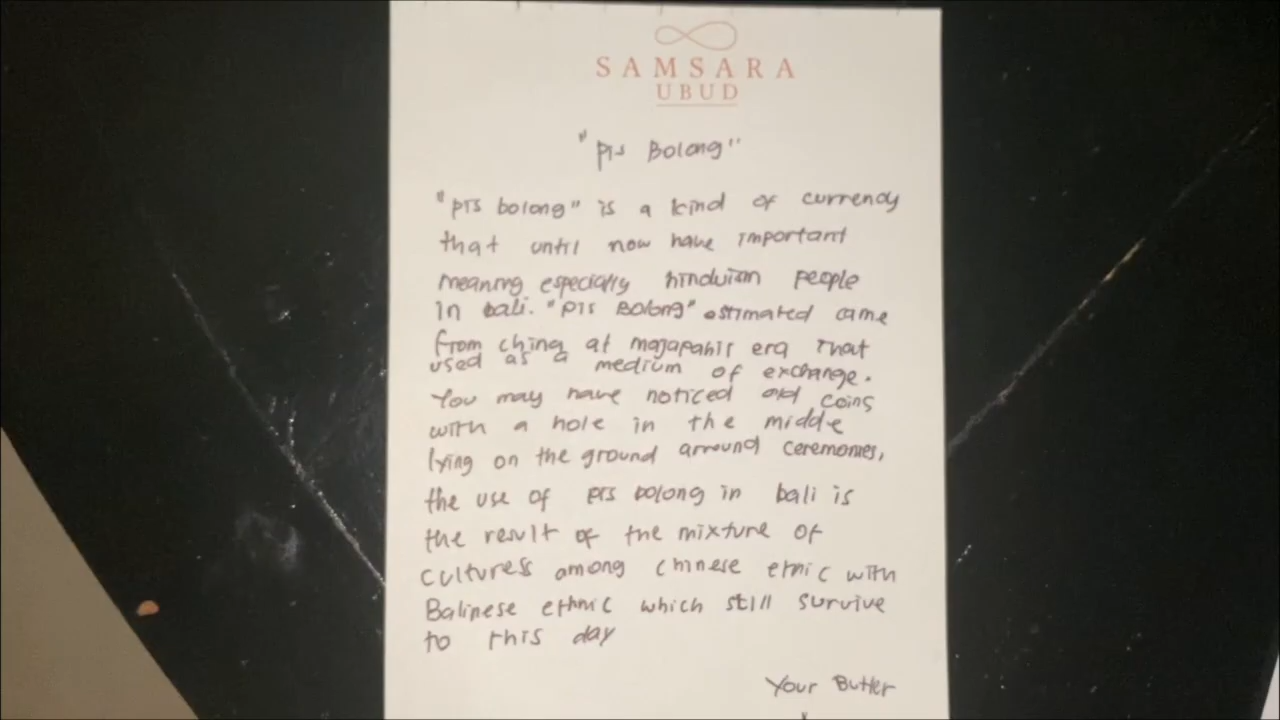 SAMSARA
UBUD
"Pis Bolong"
"pis bolong" is a kind of currency
that until now have important
meaning especially hinduism people
in bali. "Pis Bolong" estimated came
from china at majapahit era that
used as a medium of exchange.
You may have noticed old coins
with a hole in the middle
lying on the ground arround ceremonies,
the use of pis bolong in bali is
the result of the mixture of
cultures among chinese etnic with
Balinese ethnic which still survive
to this day
Your Butler